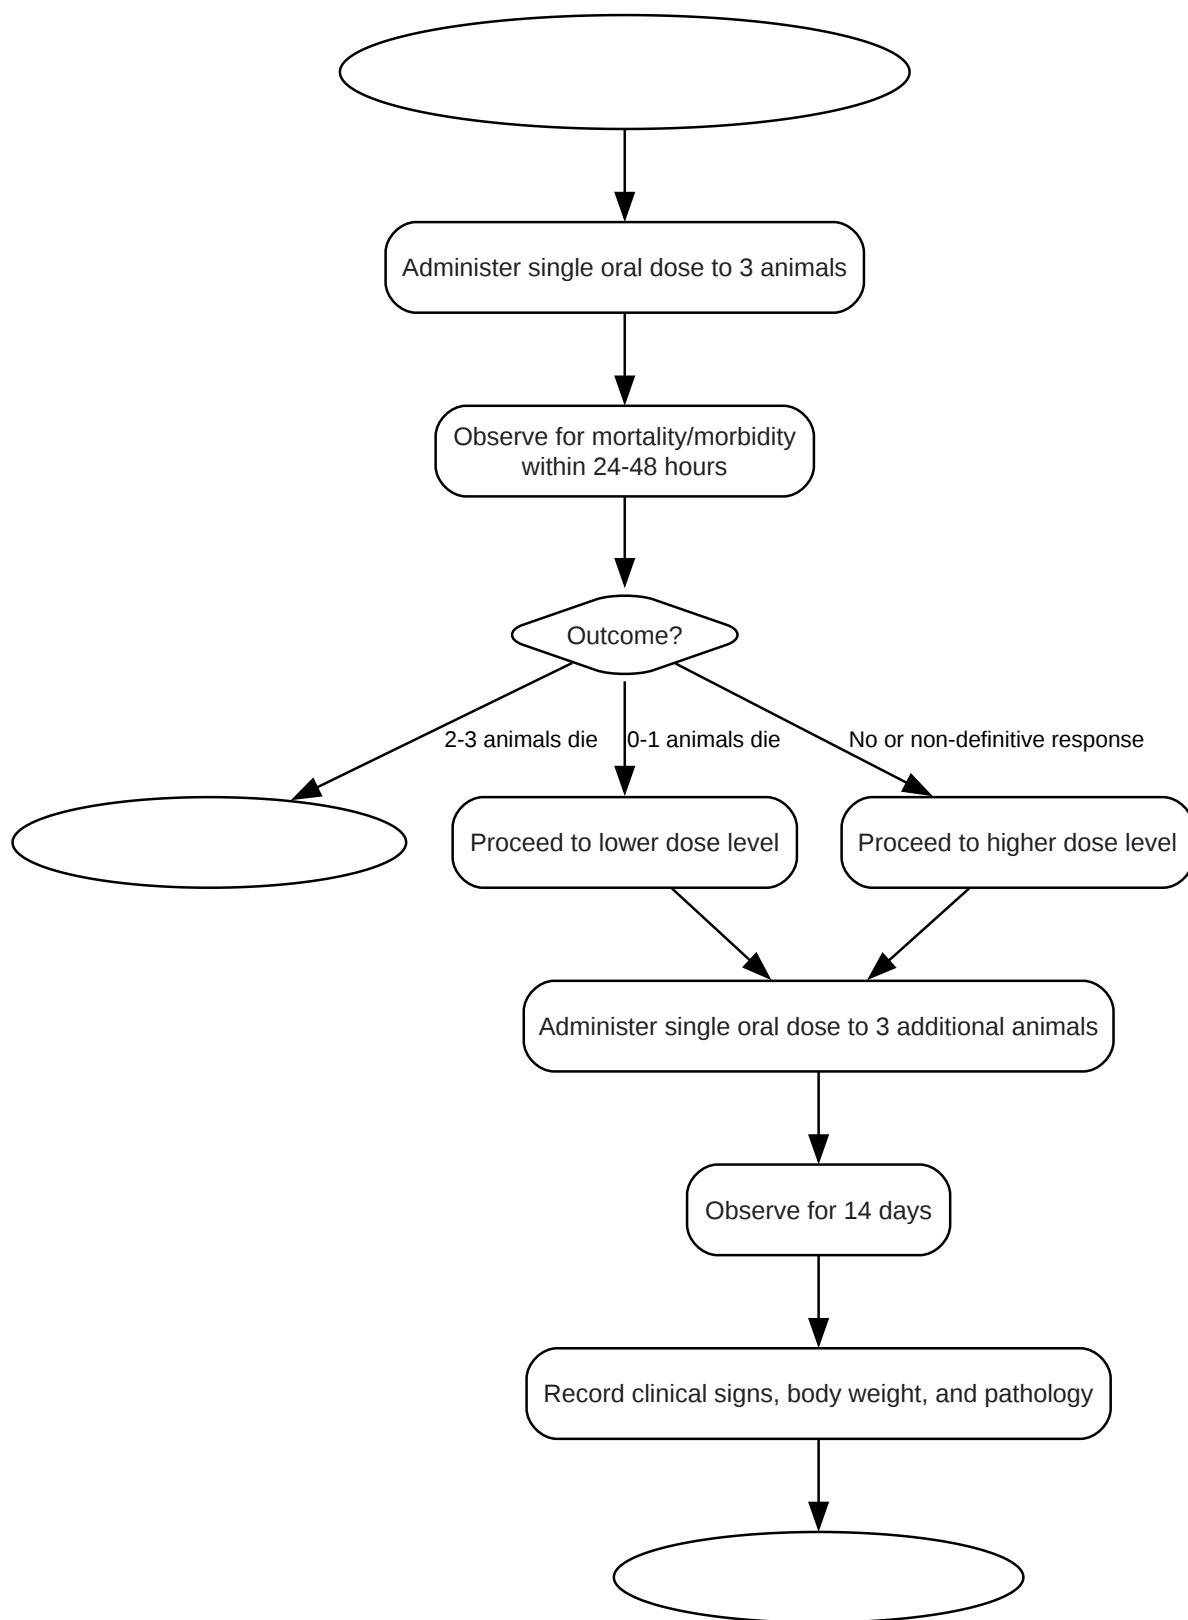 Administer single oral dose to 3 animals
Observe for mortality/morbidity
within 24-48 hours
Outcome?
2-3 animals die
0-1 animals die
No or non-definitive response
Proceed to lower dose level
Proceed to higher dose level
Administer single oral dose to 3 additional animals
Observe for 14 days
Record clinical signs, body weight, and pathology